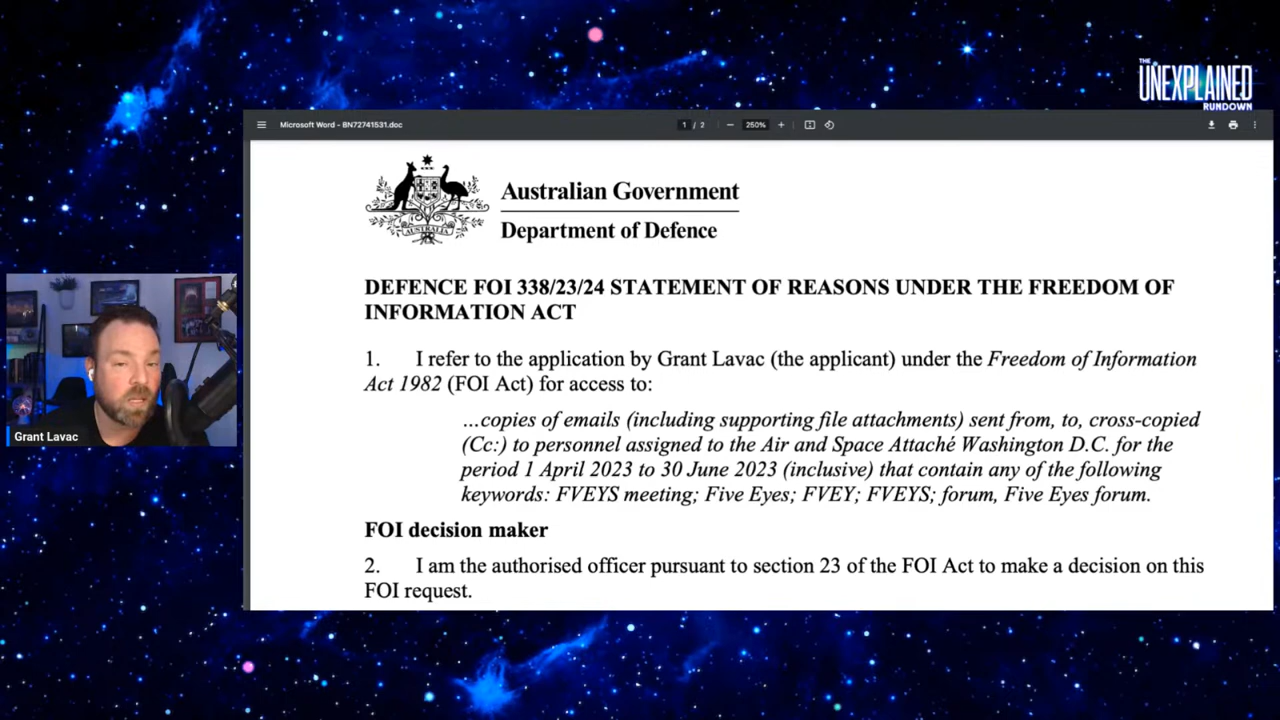 THE
UNEXPLAINED
RUNDOWN
Microsoft Word - BN72741531.doc
1 / 2
250%
AUSTRALIA
Australian Government
Department of Defence
DEFENCE FOI 338/23/24 STATEMENT OF REASONS UNDER THE FREEDOM OF
INFORMATION ACT
1. I refer to the application by Grant Lavac (the applicant) under the Freedom of Information
Act 1982 (FOI Act) for access to:
…copies of emails (including supporting file attachments) sent from, to, cross-copied
(Cc:) to personnel assigned to the Air and Space Attaché Washington D.C. for the
period 1 April 2023 to 30 June 2023 (inclusive) that contain any of the following
keywords: FVEYS meeting; Five Eyes; FVEY; FVEYS; forum, Five Eyes forum.
FOI decision maker
2. I am the authorised officer pursuant to section 23 of the FOI Act to make a decision on this
FOI request.
Grant Lavac